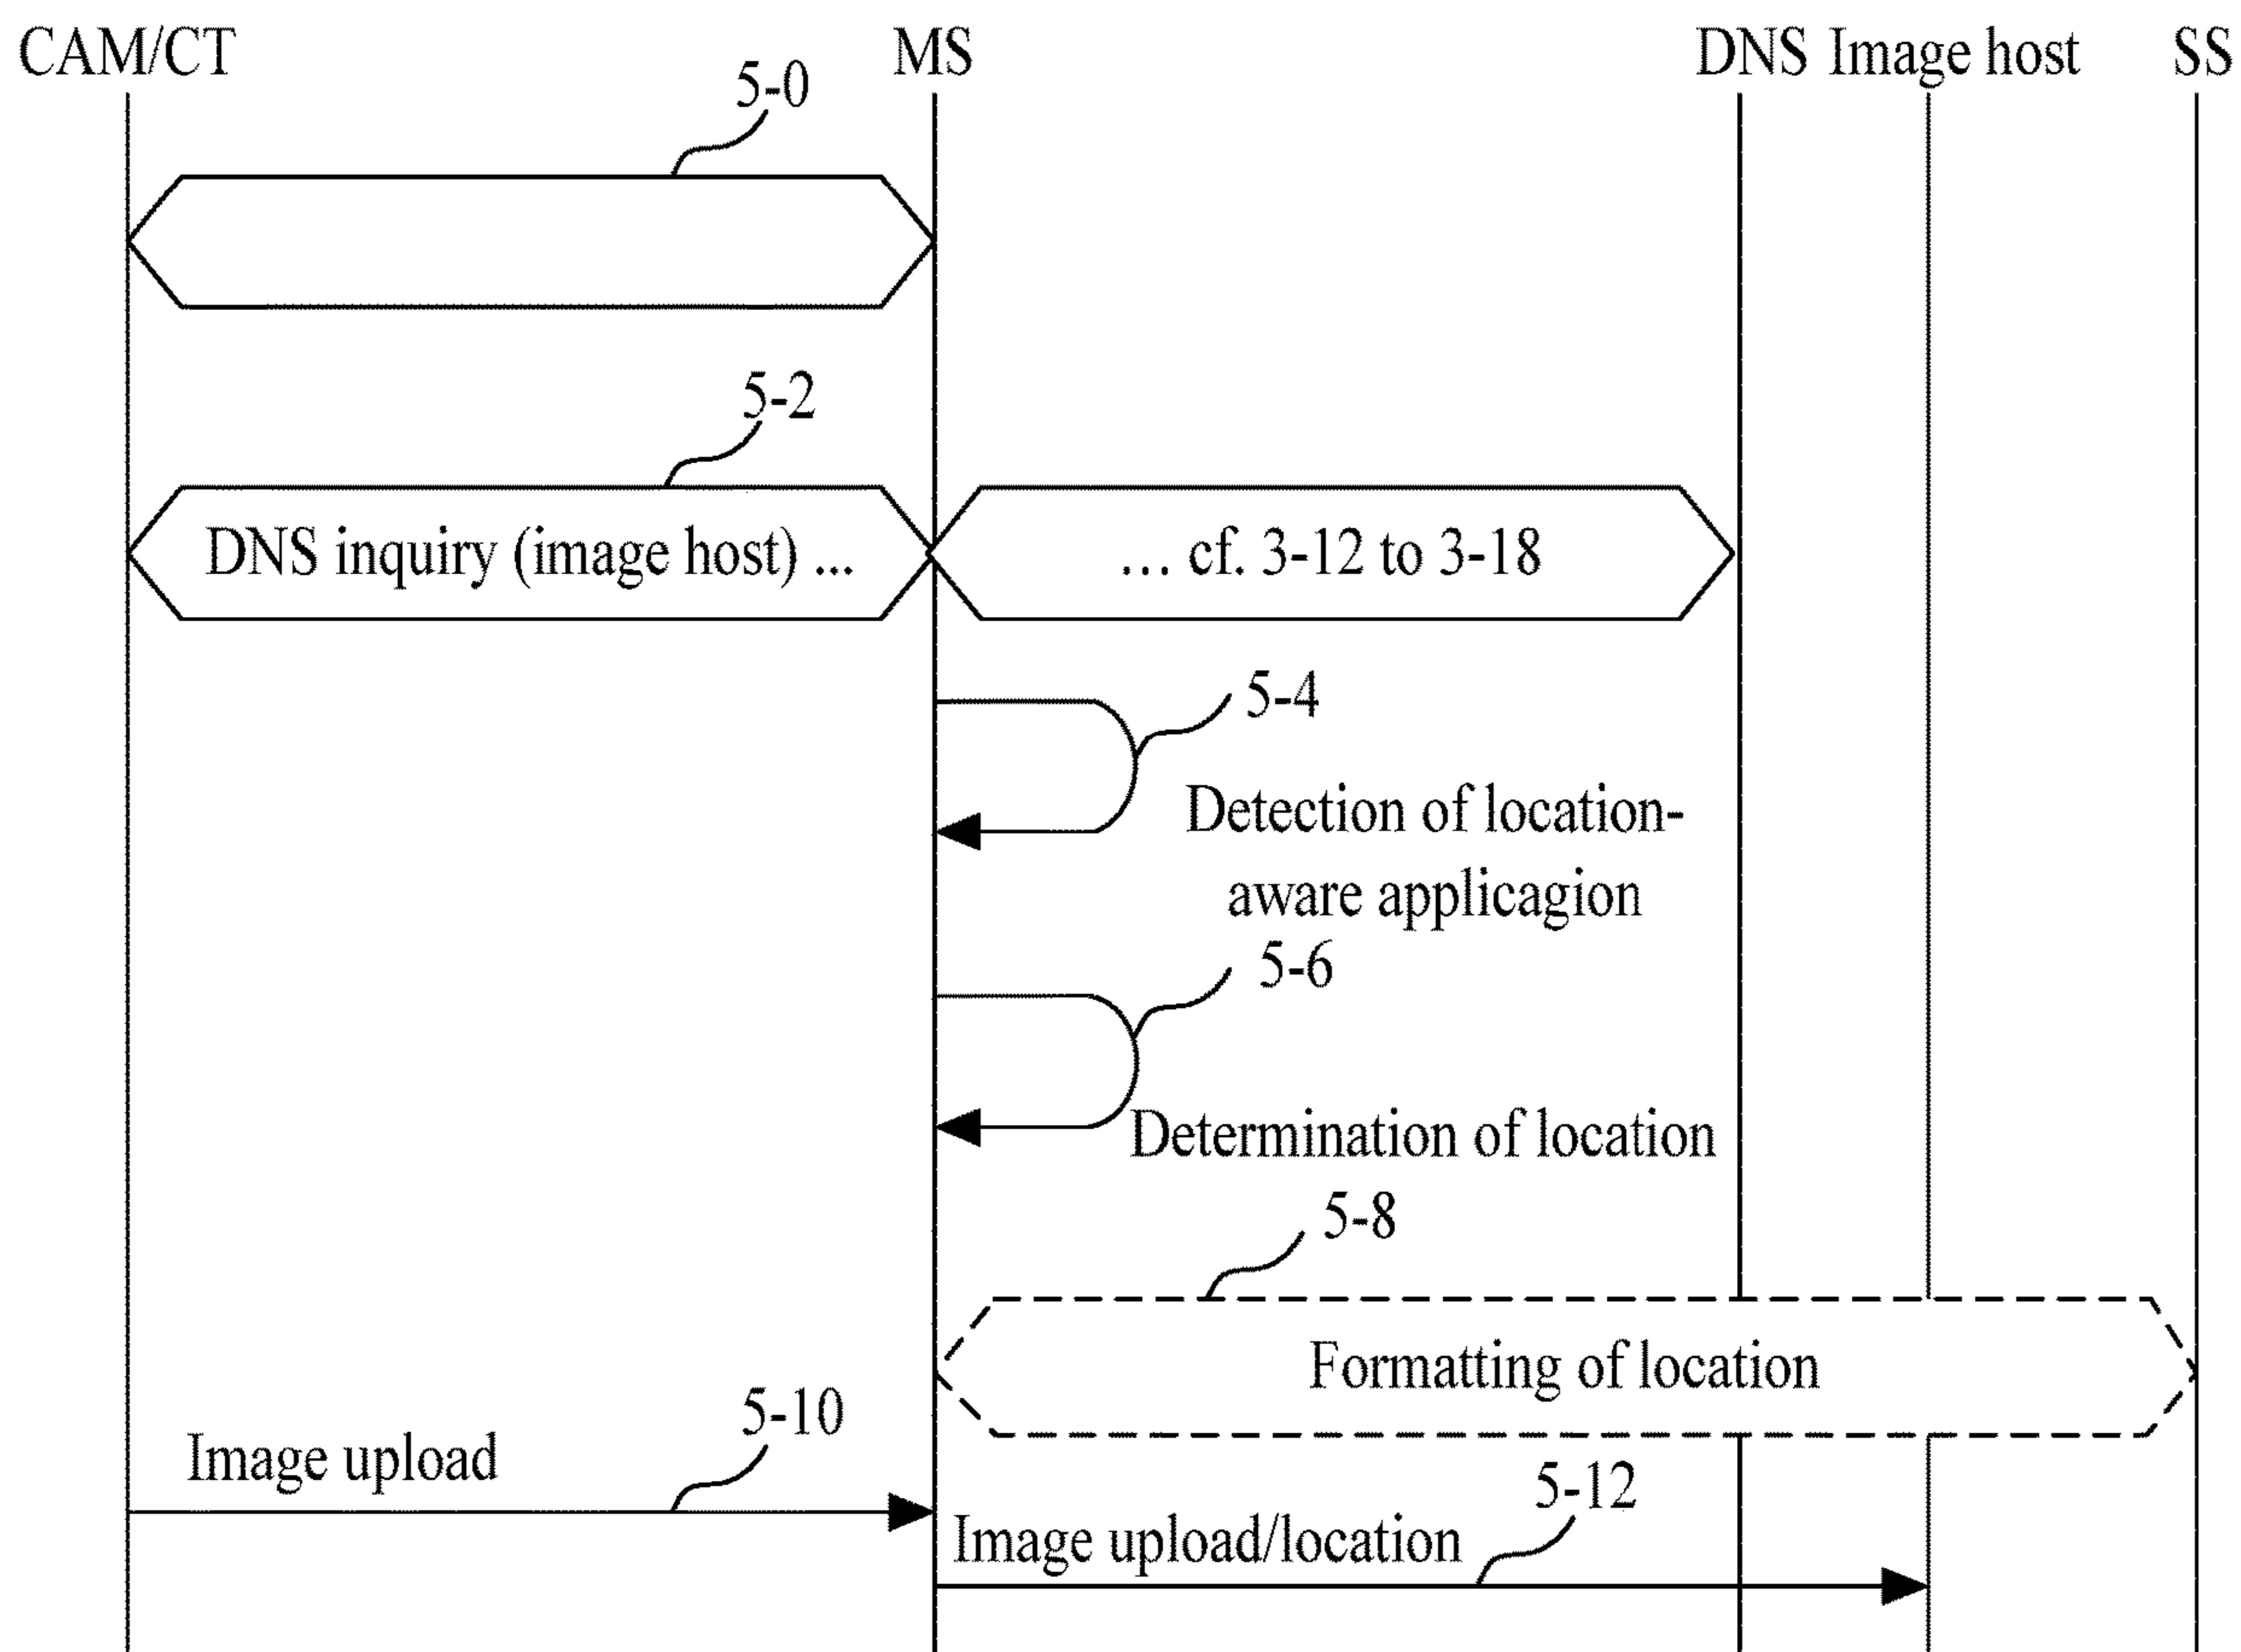 CAM/CT MS DNS Image host SS
5-0
5-2
DNS inquiry (image host) ... ... cf. 3-12 to 3-18
5-4
Detection of location-
aware applicagion
5-6
Determination of location
5-8
Formatting of location
5-10
Image upload
5-12
Image upload/location